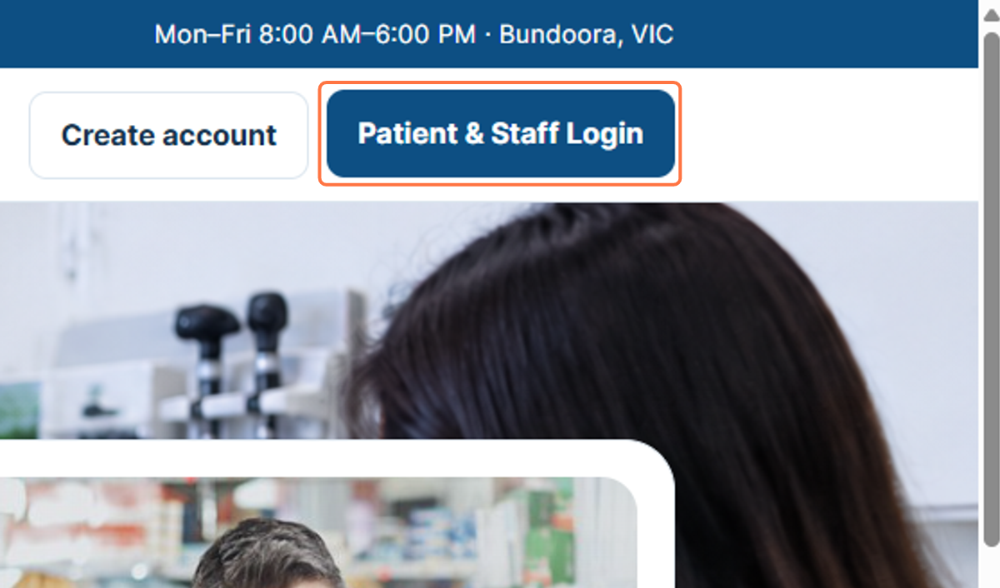 Mon–Fri 8:00 AM–6:00 PM · Bundoora, VIC
Create account
Patient & Staff Login